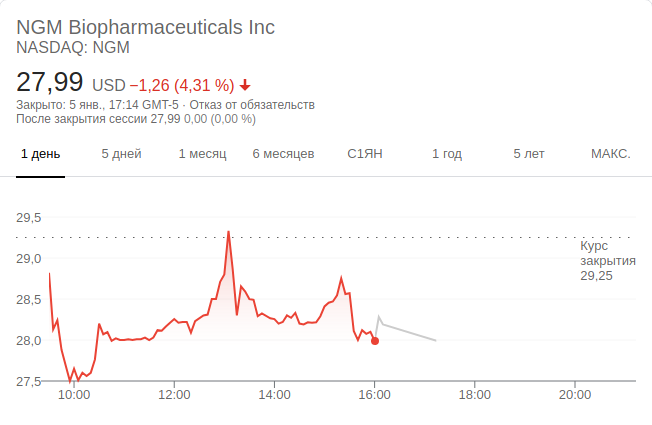 NGM Biopharmaceuticals Inc
NASDAQ: NGM
27,99 USD −1,26 (4,31 %)
Закрыто: 5 янв., 17:14 GMT-5 · Отказ от обязательств
После закрытия сессии 27,99 0,00 (0,00 %)
1 день 5 дней 1 месяц 6 месяцев С1ЯН 1 год 5 лет МАКС.
29,5
Курс
закрытия
29,25
29,0
28,5
28,0
27,5
10:00 12:00 14:00 16:00 18:00 20:00